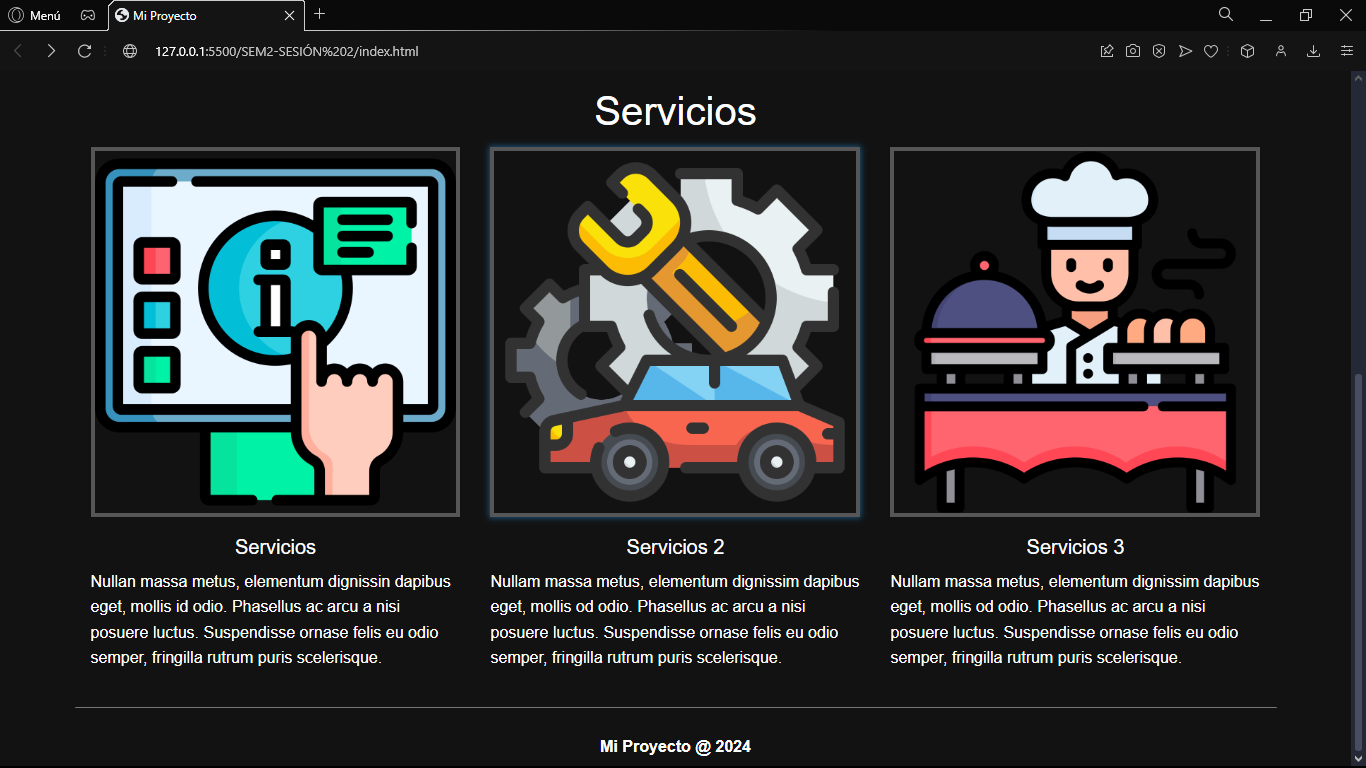 Menú
Mi Proyecto
127.0.0.1:5500/SEM2-SESIÓN%202/index.html
Servicios
Servicios
Nullan massa metus, elementum dignissin dapibus
eget, mollis id odio. Phasellus ac arcu a nisi
posuere luctus. Suspendisse ornase felis eu odio
semper, fringilla rutrum puris scelerisque.
Servicios 2
Nullam massa metus, elementum dignissim dapibus
eget, mollis od odio. Phasellus ac arcu a nisi
posuere luctus. Suspendisse ornase felis eu odio
semper, fringilla rutrum puris scelerisque.
Servicios 3
Nullam massa metus, elementum dignissim dapibus
eget, mollis od odio. Phasellus ac arcu a nisi
posuere luctus. Suspendisse ornase felis eu odio
semper, fringilla rutrum puris scelerisque.
Mi Proyecto @ 2024